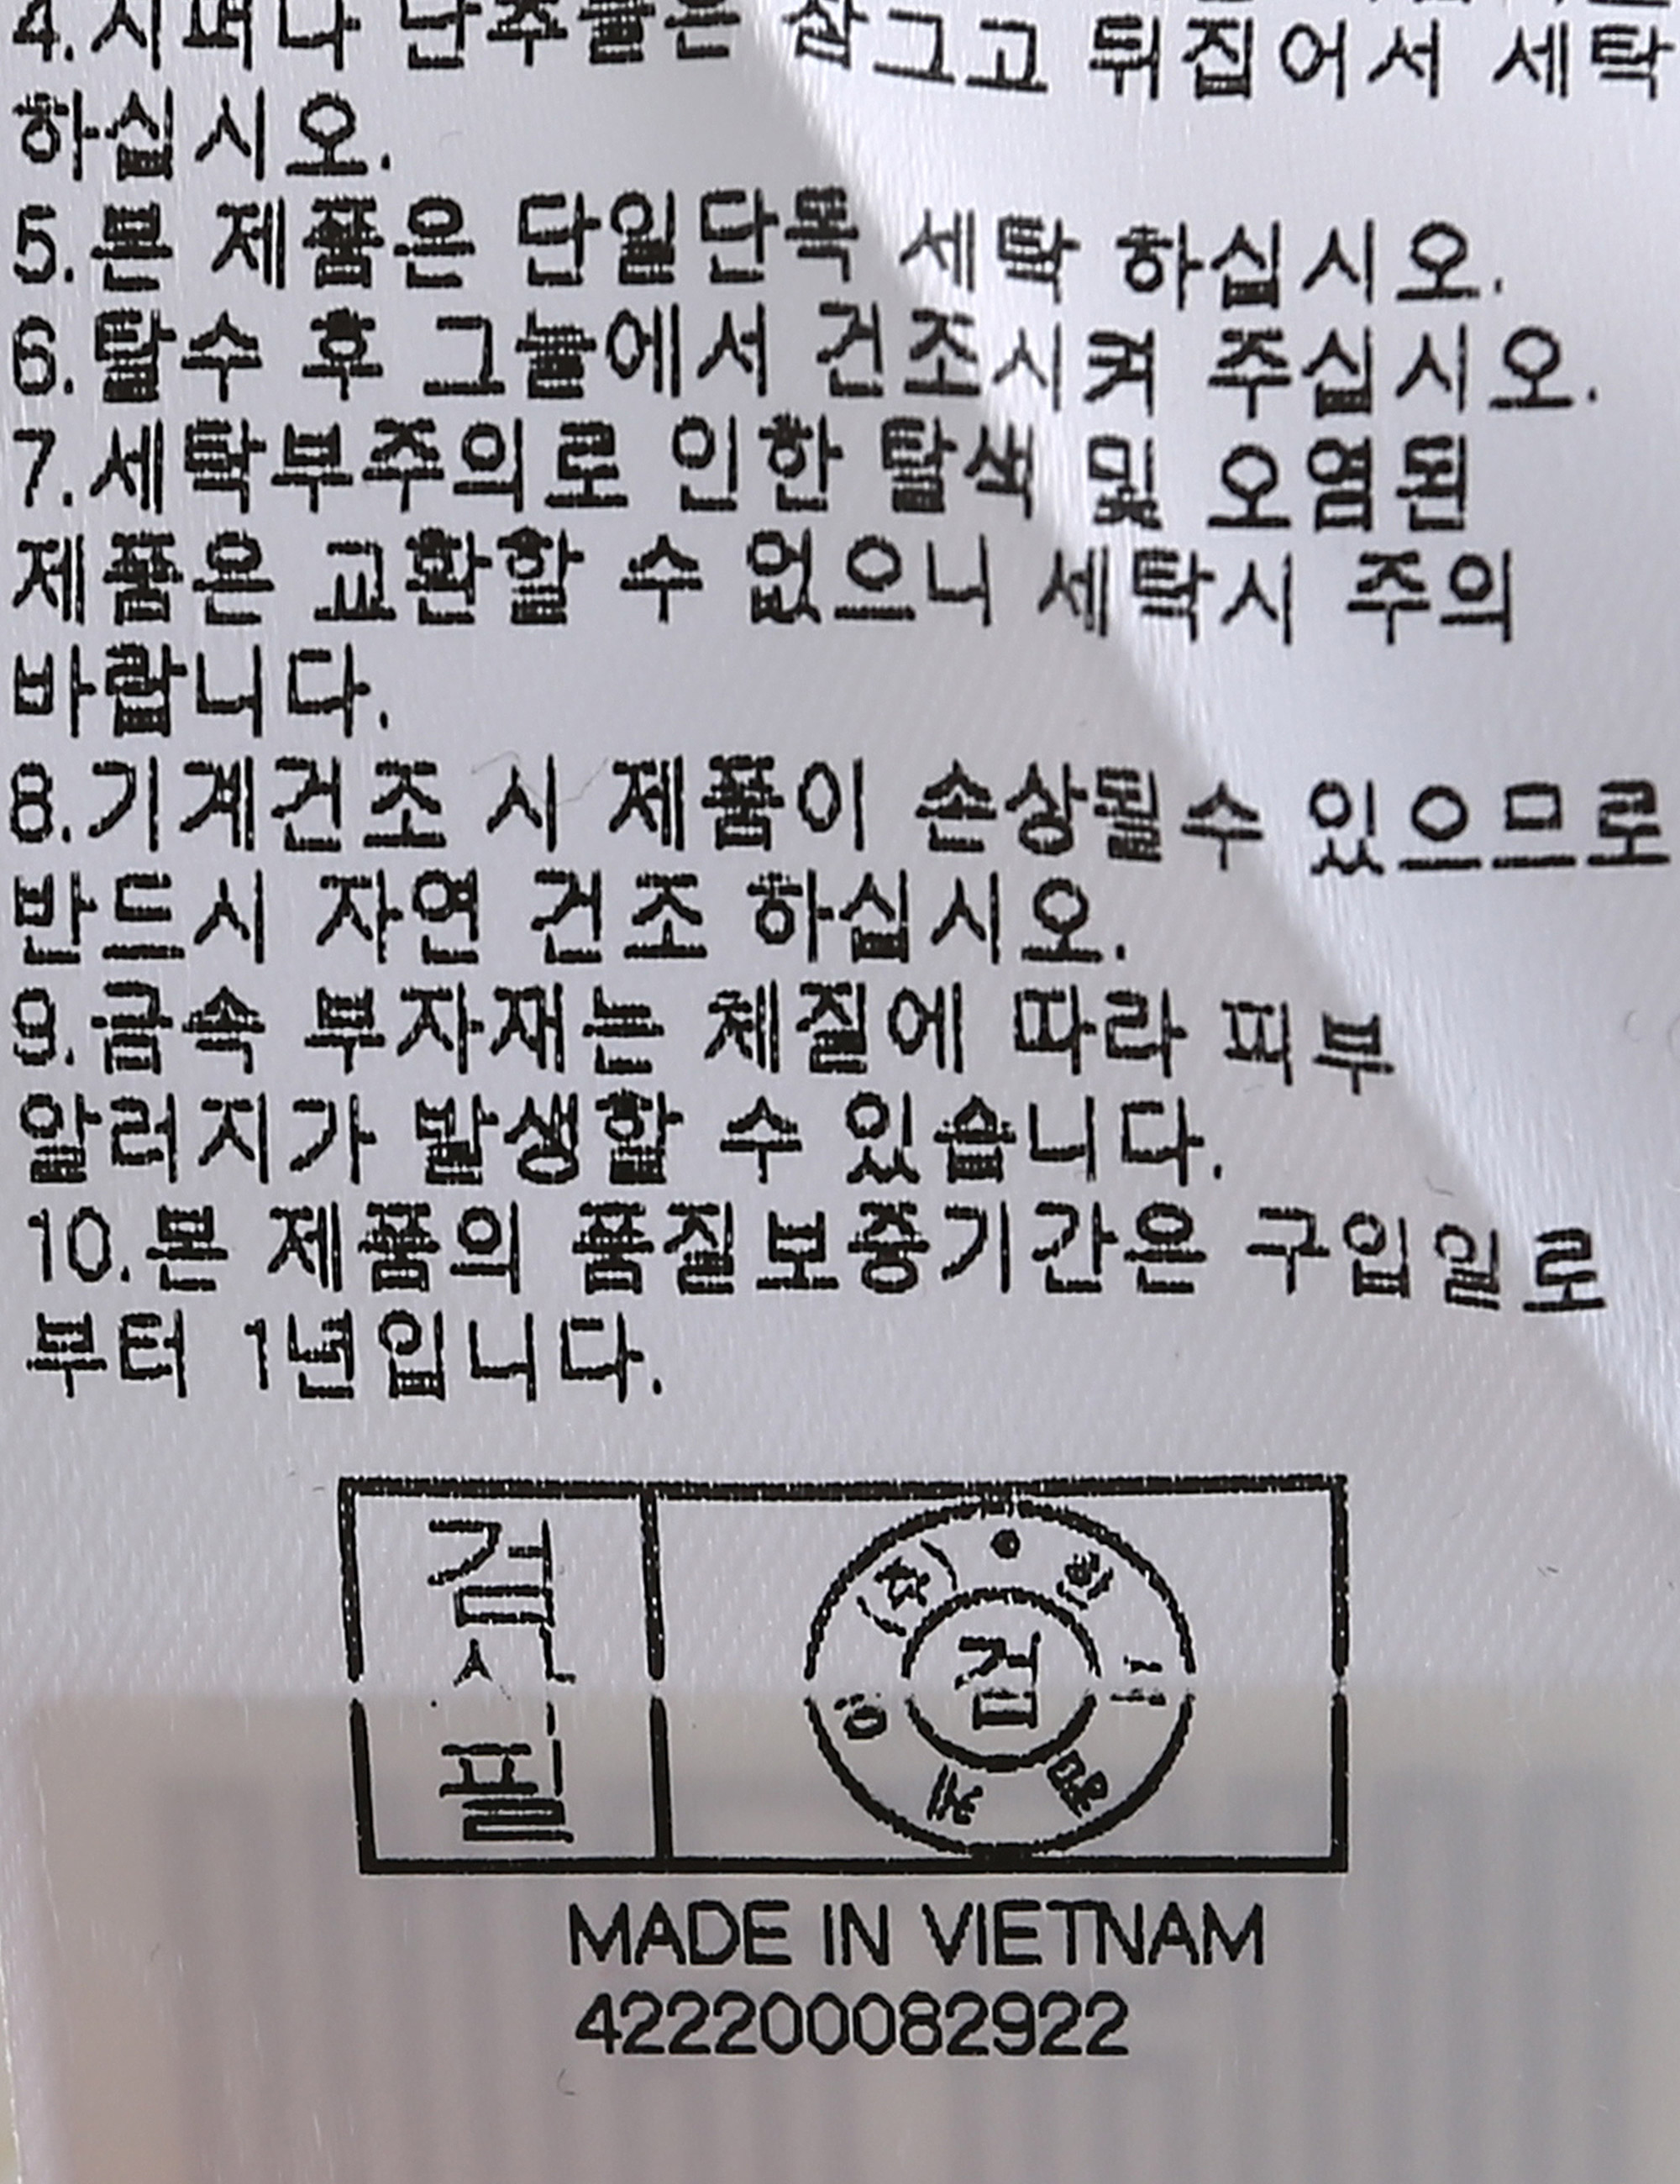 4.지퍼나 단추들은 잠그고 뒤집어서 세탁
하십시오.
5.본 제품은 단일단독 세탁 하십시오.
6.탈수 후 그늘에서 건조시켜 주십시오.
7.세탁부주의로 인한 탈색 및 오염된
제품은 교환할 수 없으니 세탁시 주의
바랍니다.
8.기계건조 시 제품이 손상될수 있으므로
반드시 자연 건조 하십시오.
9.금속 부자재는 체질에 따라 피부
알러지가 발생할 수 있습니다.
10.본 제품의 품질보증기간은 구입일로
부터 1년입니다.
검사필
검
MADE IN VIETNAM
422200082922